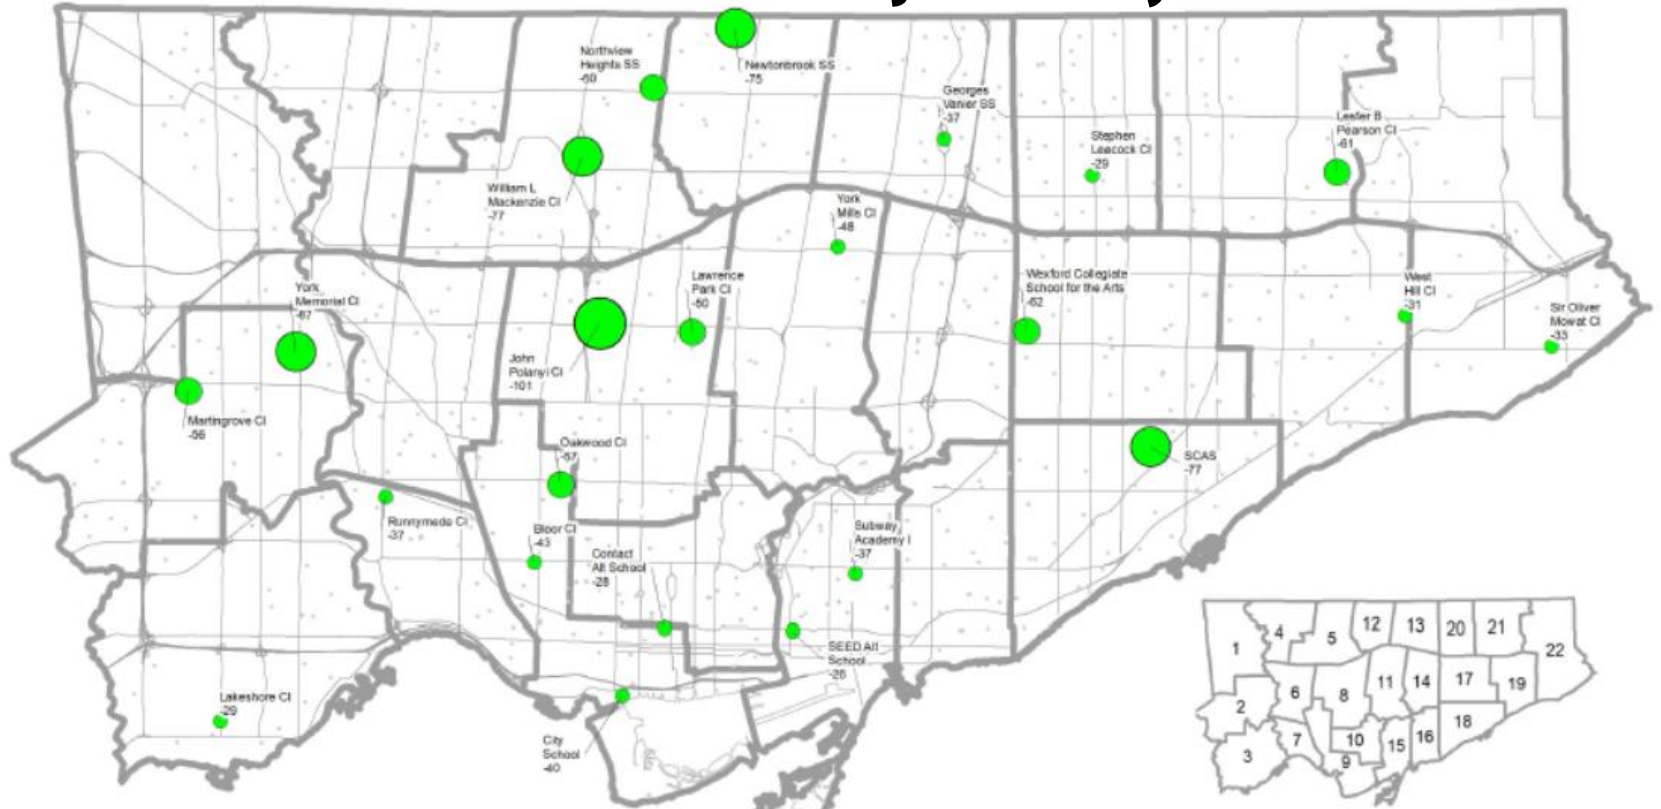 Northview
Heights SS
-60
Newtonbrook SS
-75
Georges
Vanier SS
-37
Stephen
Leacock CI
-29
Lester B
Pearson CI
-61
William L
Mackenzie CI
-77
York
Mills CI
-48
York
Memorial CI
-67
Lawrence
Park CI
-50
Wexford Collegiate
School for the Arts
-62
West
Hill CI
-31
Sir Oliver
Mowat CI
-33
John
Polanyi CI
-101
Martingrove CI
-56
Oakwood CI
-57
SCAS
-77
Runnymede CI
-37
Bloor CI
-43
Contact
Alt School
-28
Subway
Academy I
-37
SEED Alt
School
-26
Lakeshore CI
-29
City
School
-40
1
4
5
12
13
20
21
22
2
6
8
11
14
17
19
3
7
10
9
15
16
18